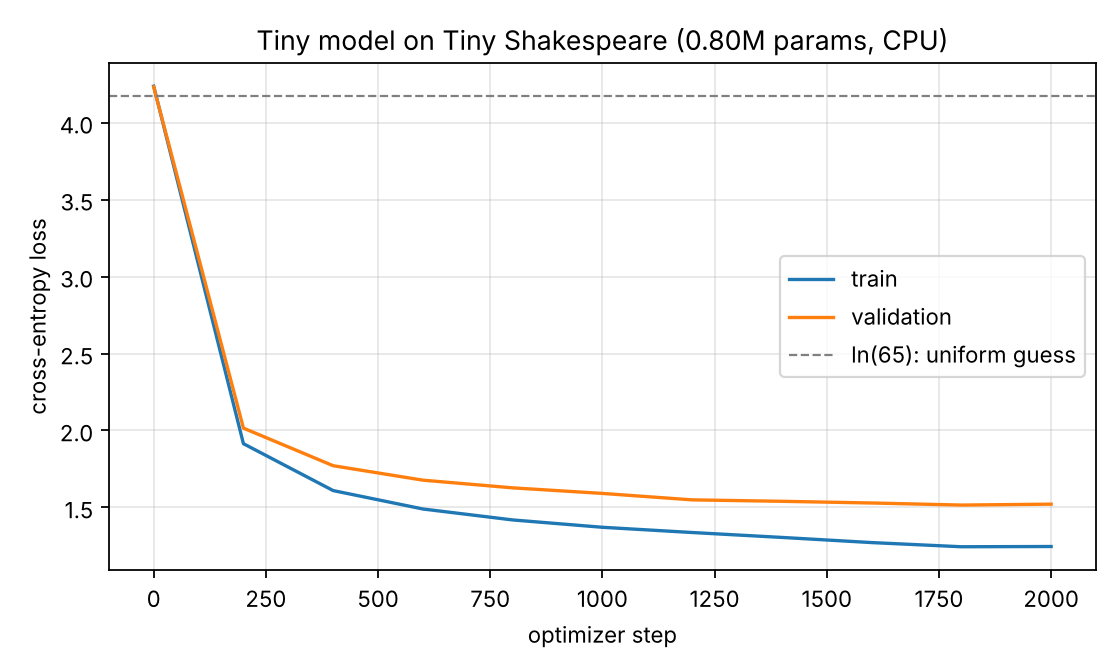 Tiny model on Tiny Shakespeare (0.80M params, CPU)
cross-entropy loss
4.0
3.5
3.0
2.5
2.0
1.5
train
validation
ln(65): uniform guess
0 250 500 750 1000 1250 1500 1750 2000
optimizer step